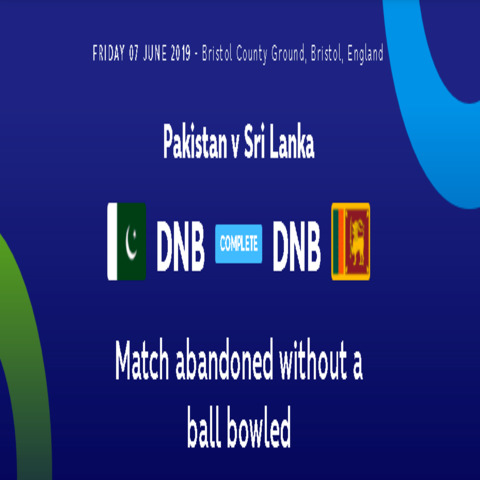 FRIDAY 07 JUNE 2019 - Bristol County Ground, Bristol, England
Pakistan v Sri Lanka
DNB COMPLETE DNB
Match abandoned without a
ball bowled